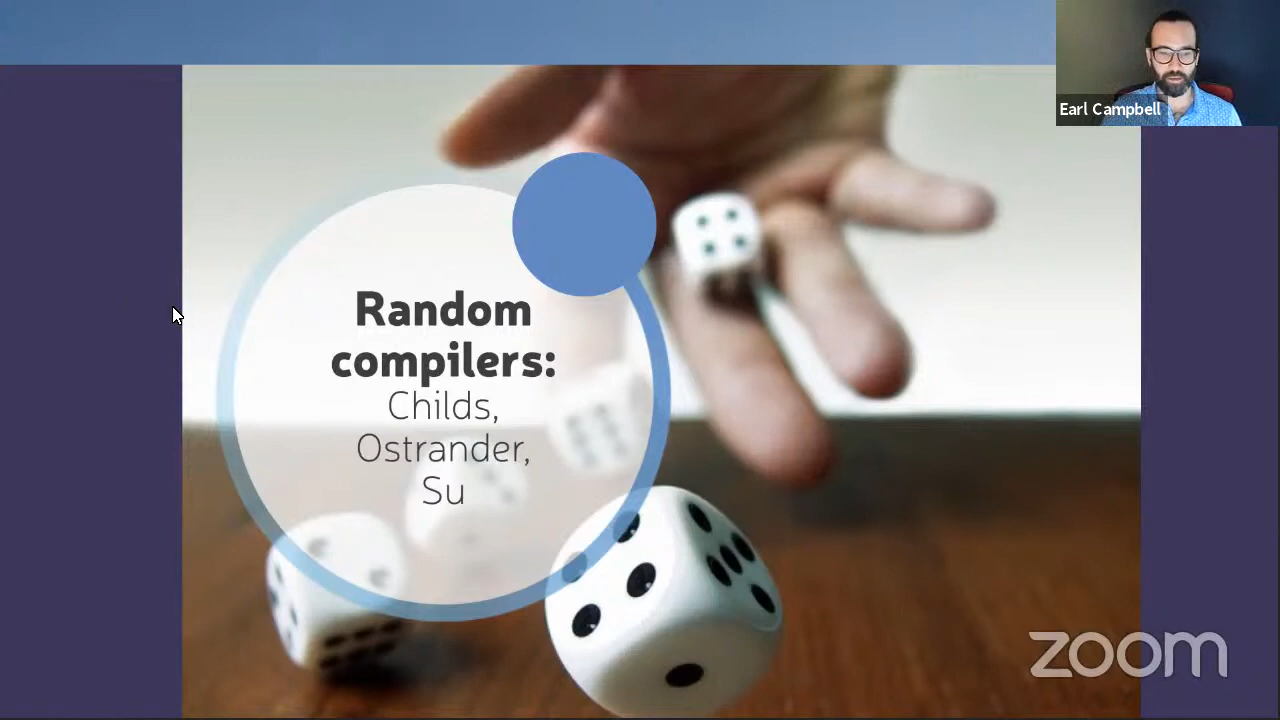 Earl Campbell
Random
compilers:
Childs,
Ostrander,
Su
zoom